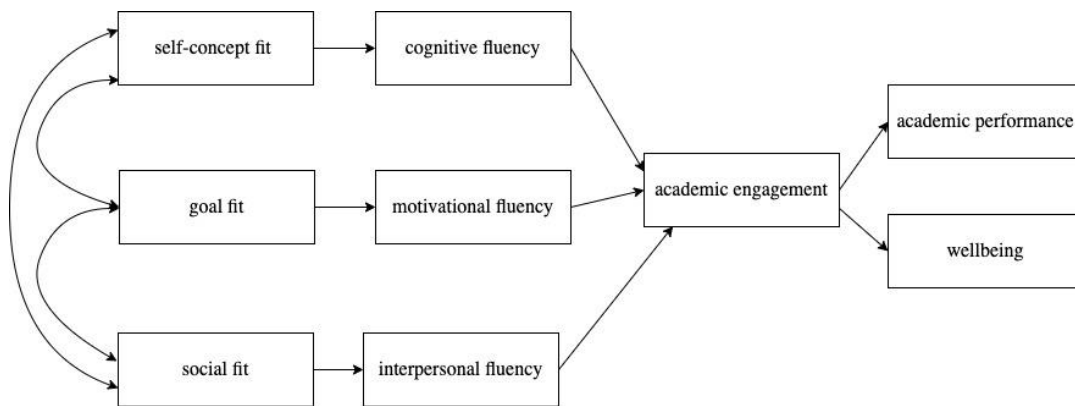 self-concept fit
cognitive fluency
academic performance
goal fit
motivational fluency
academic engagement
wellbeing
social fit
interpersonal fluency